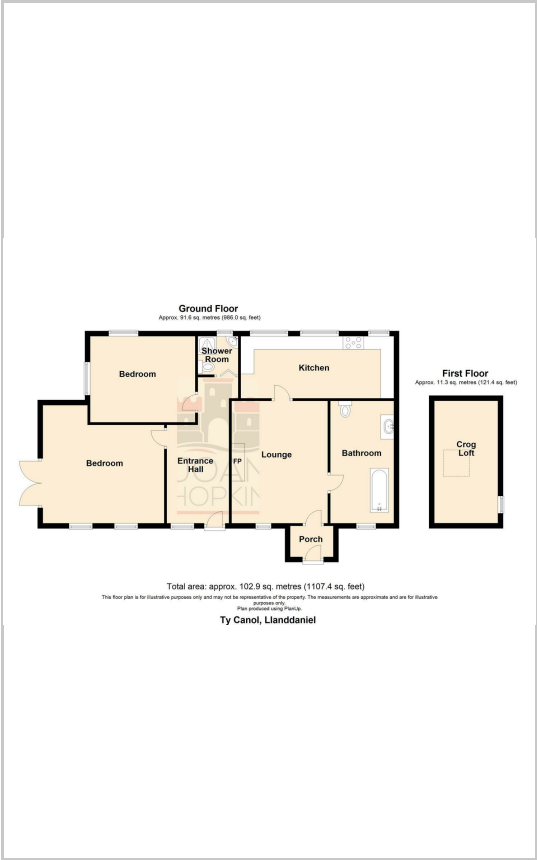 Ground Floor
Approx. 91.6 sq. metres (986.0 sq. feet)
Shower
Room
Bedroom
Kitchen
First Floor
Approx. 11.3 sq. metres (121.4 sq. feet)
Crog
Loft
Bedroom
Entrance
Hall
FP
Lounge
Bathroom
JOAN
HOPKIN
Porch
Total area: approx. 102.9 sq. metres (1107.4 sq. feet)
This floor plan is for illustrative purposes only and may not be representative of the property. The measurements are approximate and are for illustrative
purposes only.
Plan produced using PlanUp.
Ty Canol, Llanddaniel